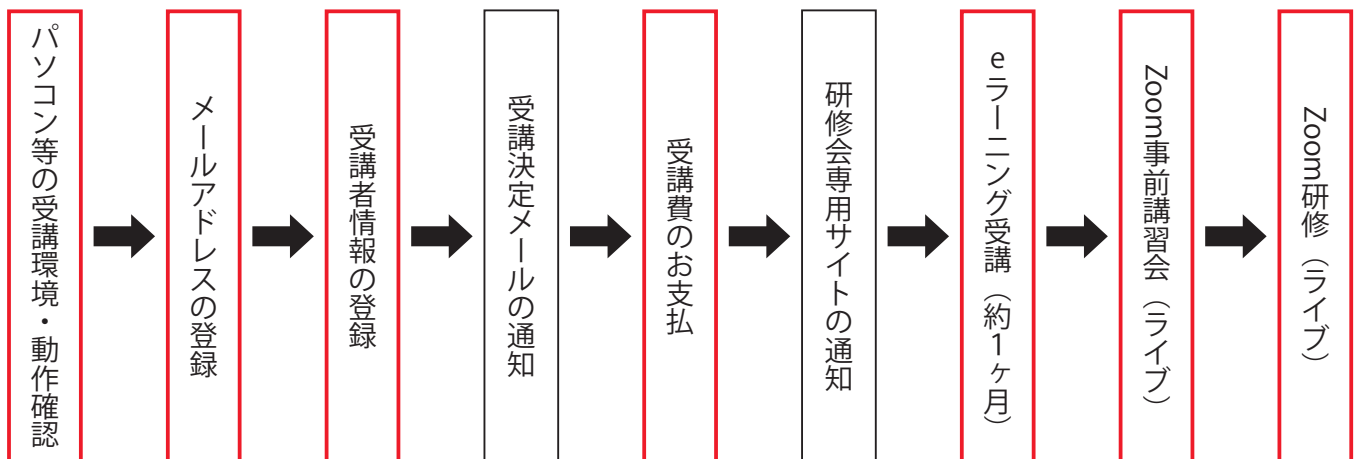 パソコン等の受講環境・動作確認
メールアドレスの登録
受講者情報の登録
受講決定メールの通知
受講費のお支払
研修会専用サイトの通知
eラーニング受講（約1ヶ月）
Zoom事前講習会（ライブ）
Zoom研修（ライブ）